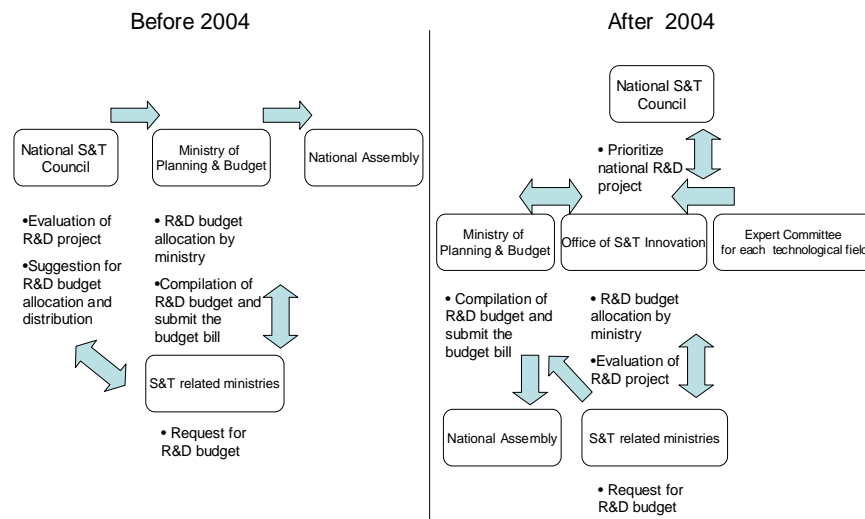 Before 2004
National S&T
Council
Ministry of
Planning & Budget
National Assembly
•Evaluation of
R&D project
•Suggestion for
R&D budget
allocation and
distribution
• R&D budget
allocation by
ministry
•Compilation of
R&D budget and
submit the
budget bill
S&T related ministries
• Request for
R&D budget
After 2004
National S&T
Council
• Prioritize
national R&D
project
Ministry of
Planning & Budget
Office of S&T Innovation
Expert Committee
for each technological field
• Compilation of
R&D budget and
submit the
budget bill
• R&D budget
allocation by
ministry
•Evaluation of
R&D project
National Assembly
S&T related ministries
• Request for
R&D budget